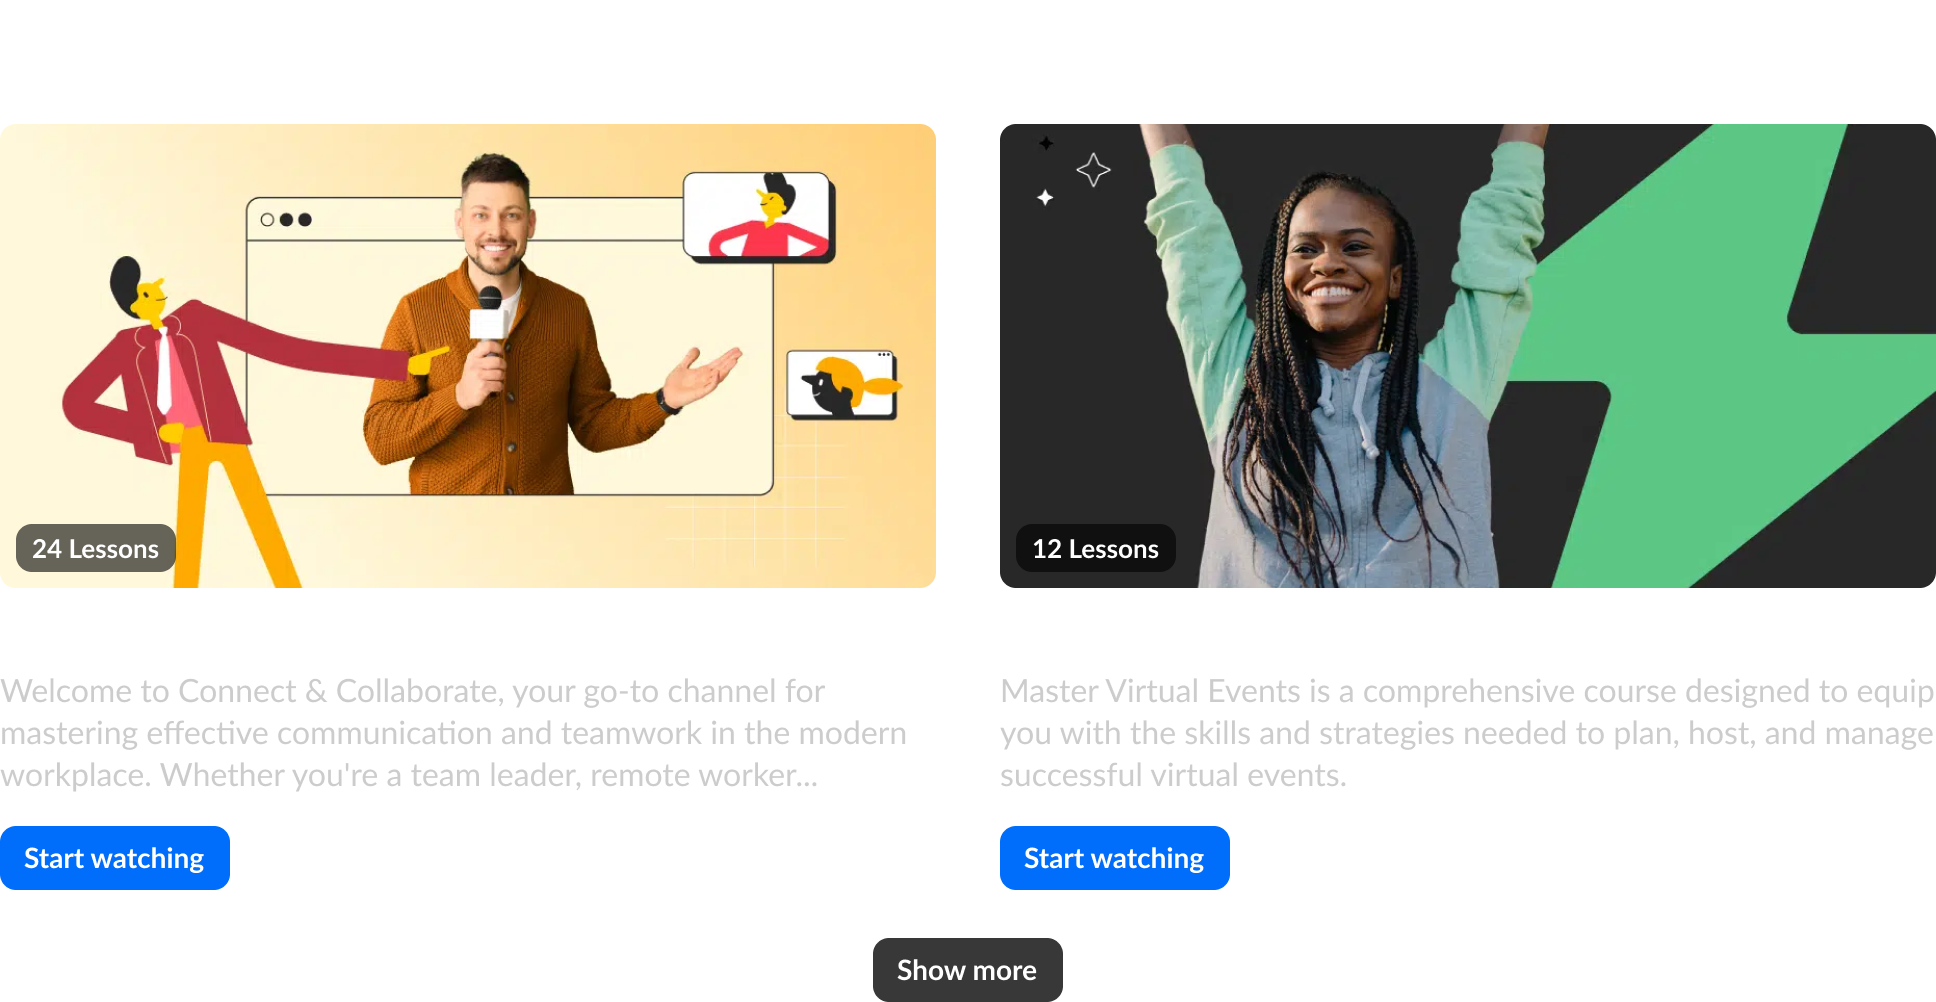 24 Lessons
12 Lessons
Welcome to Connect & Collaborate, your go-to channel for
mastering effective communication and teamwork in the modern
workplace. Whether you're a team leader, remote worker...
Start watching
Master Virtual Events is a comprehensive course designed to equip
you with the skills and strategies needed to plan, host, and manage
successful virtual events.
Start watching
Show more